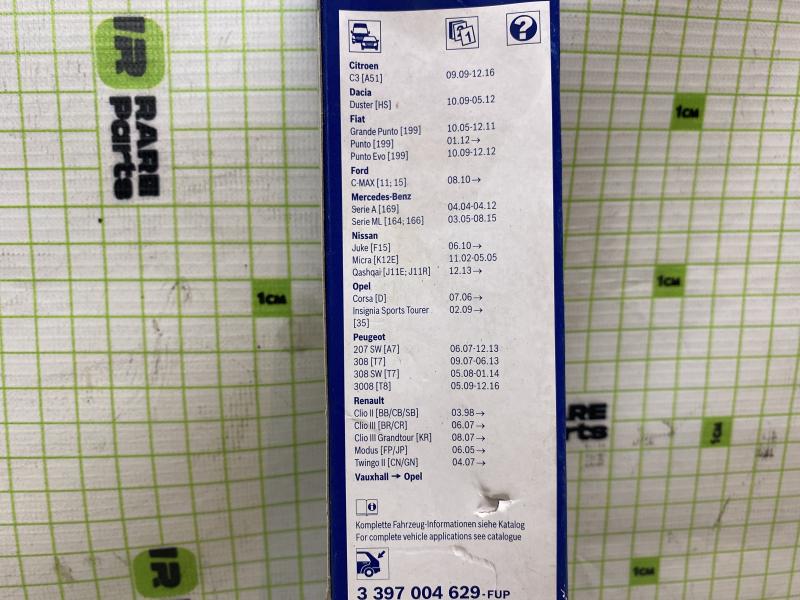 IR
RARE
Parts
1CM
1CM
1
?
Citroen
C3 [A51] 09.09-12.16
Dacia
Duster [HS] 10.09-05.12
Fiat
Grande Punto [199] 10.05-12.11
Punto [199] 01.12→
Punto Evo [199] 10.09-12.12
Ford
C-MAX [11; 15] 08.10→
Mercedes-Benz
Serie A [169] 04.04-04.12
Serie ML [164; 166] 03.05-08.15
Nissan
Juke [F15] 06.10→
Micra [K12E] 11.02-05.05
Qashqai [J11E; J11R] 12.13→
Opel
Corsa [D] 07.06→
Insignia Sports Tourer 02.09→
[35]
Peugeot
207 SW [A7] 06.07-12.13
308 [T7] 09.07-06.13
308 SW [T7] 05.08-01.14
3008 [T8] 05.09-12.16
Renault
Clio II [BB/CB/SB] 03.98→
Clio III [BR/CR] 06.07→
Clio III Grandtour [KR] 08.07→
Modus [FP/JP] 06.05→
Twingo II [CN/GN] 04.07→
Vauxhall → Opel
i
Komplette Fahrzeug-Informationen siehe Katalog
For complete vehicle applications see catalogue
3 397 004 629-FUP
1CM
1CM
ARE
rts
1CM
IR
1CM